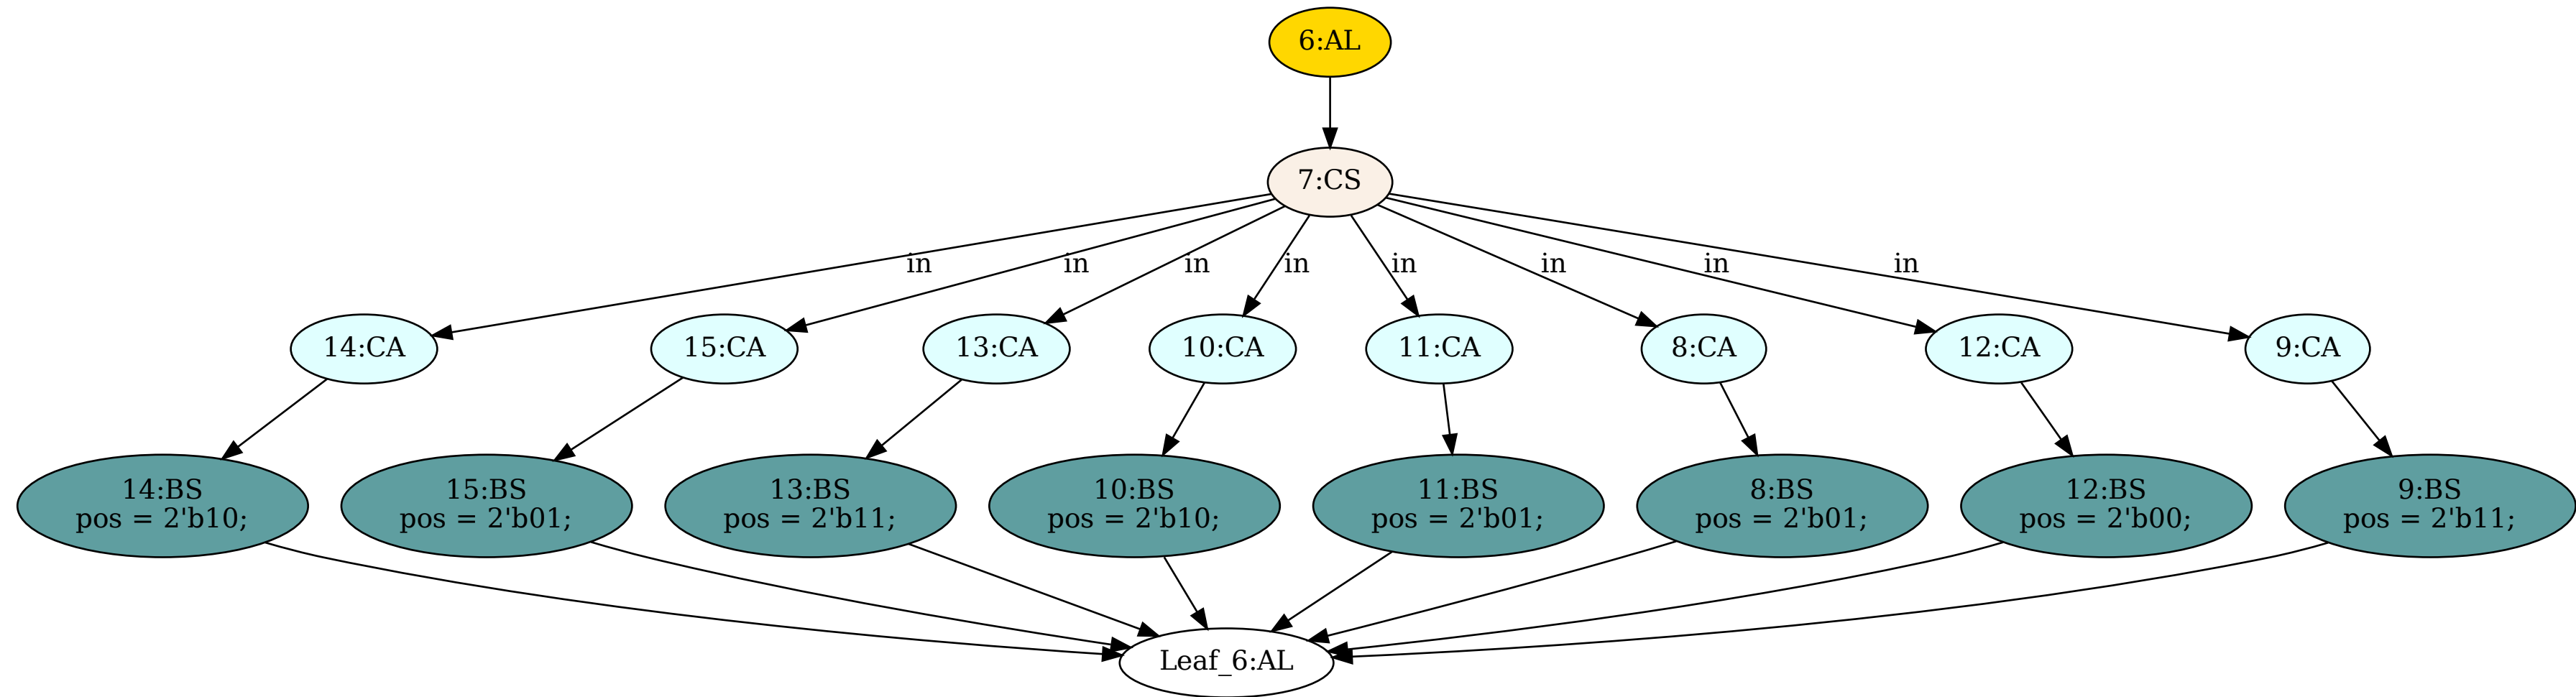 6:AL
7:CS
in in in in in in in in
14:CA 15:CA 13:CA 10:CA 11:CA 8:CA 12:CA 9:CA
14:BS
pos = 2'b10;
15:BS
pos = 2'b01;
13:BS
pos = 2'b11;
10:BS
pos = 2'b10;
11:BS
pos = 2'b01;
8:BS
pos = 2'b01;
12:BS
pos = 2'b00;
9:BS
pos = 2'b11;
Leaf_6:AL